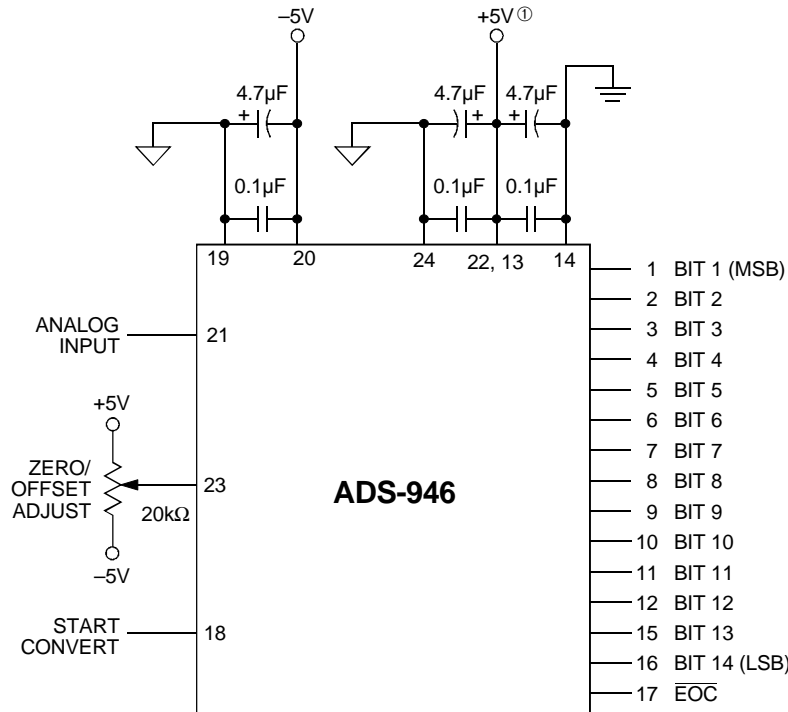 –5V
+5V ①
4.7µF
4.7µF 4.7µF
+
+ +
0.1µF
0.1µF 0.1µF
19 20 24 22, 13 14
1 BIT 1 (MSB)
2 BIT 2
3 BIT 3
4 BIT 4
5 BIT 5
6 BIT 6
7 BIT 7
8 BIT 8
9 BIT 9
10 BIT 10
11 BIT 11
12 BIT 12
15 BIT 13
16 BIT 14 (LSB)
17 E̅O̅C̅
ANALOG
INPUT
21
+5V
ZERO/
OFFSET
ADJUST
20kΩ
23
–5V
START
CONVERT
18
ADS-946